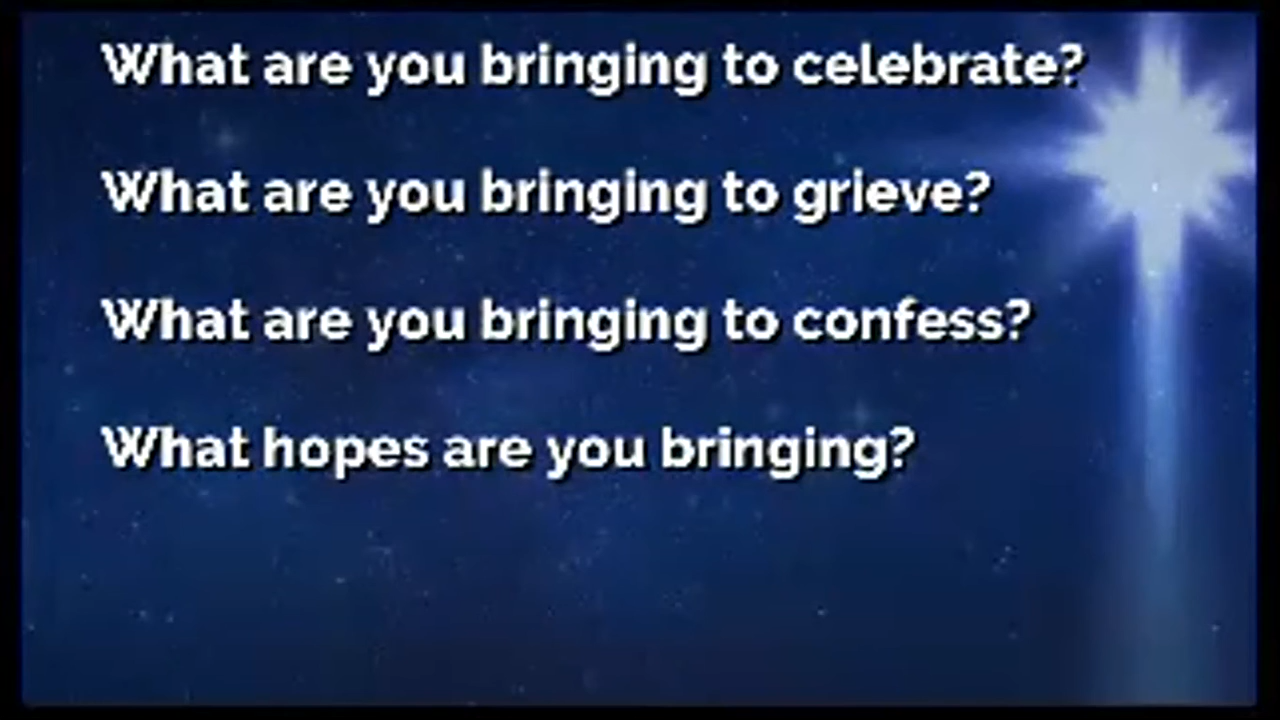 What are you bringing to celebrate?
What are you bringing to grieve?
What are you bringing to confess?
What hopes are you bringing?